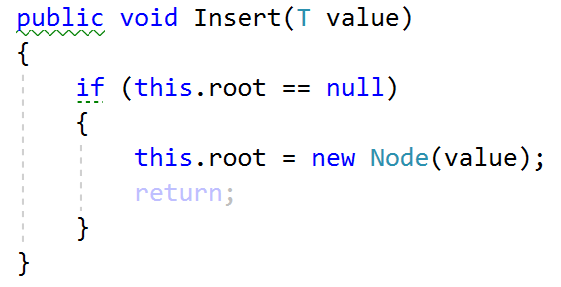 public void Insert(T value)
{
if (this.root == null)
{
this.root = new Node(value);
return;
}
}